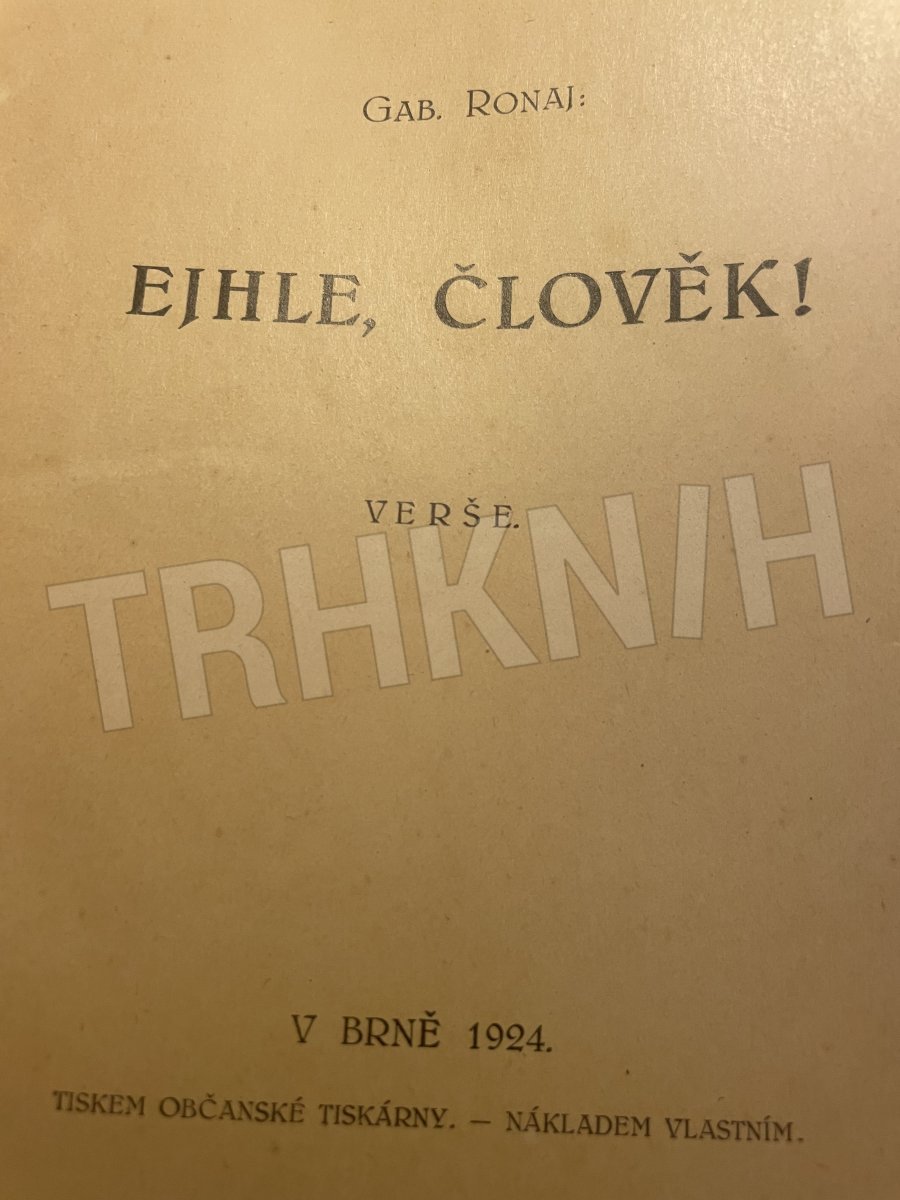 Gab. Ronaj:
EJHLE, ČLOVĚK!
VERŠE.
TRHKNIH
V BRNĚ 1924.
TISKEM OBČANSKÉ TISKÁRNY. — NÁKLADEM VLASTNÍM.